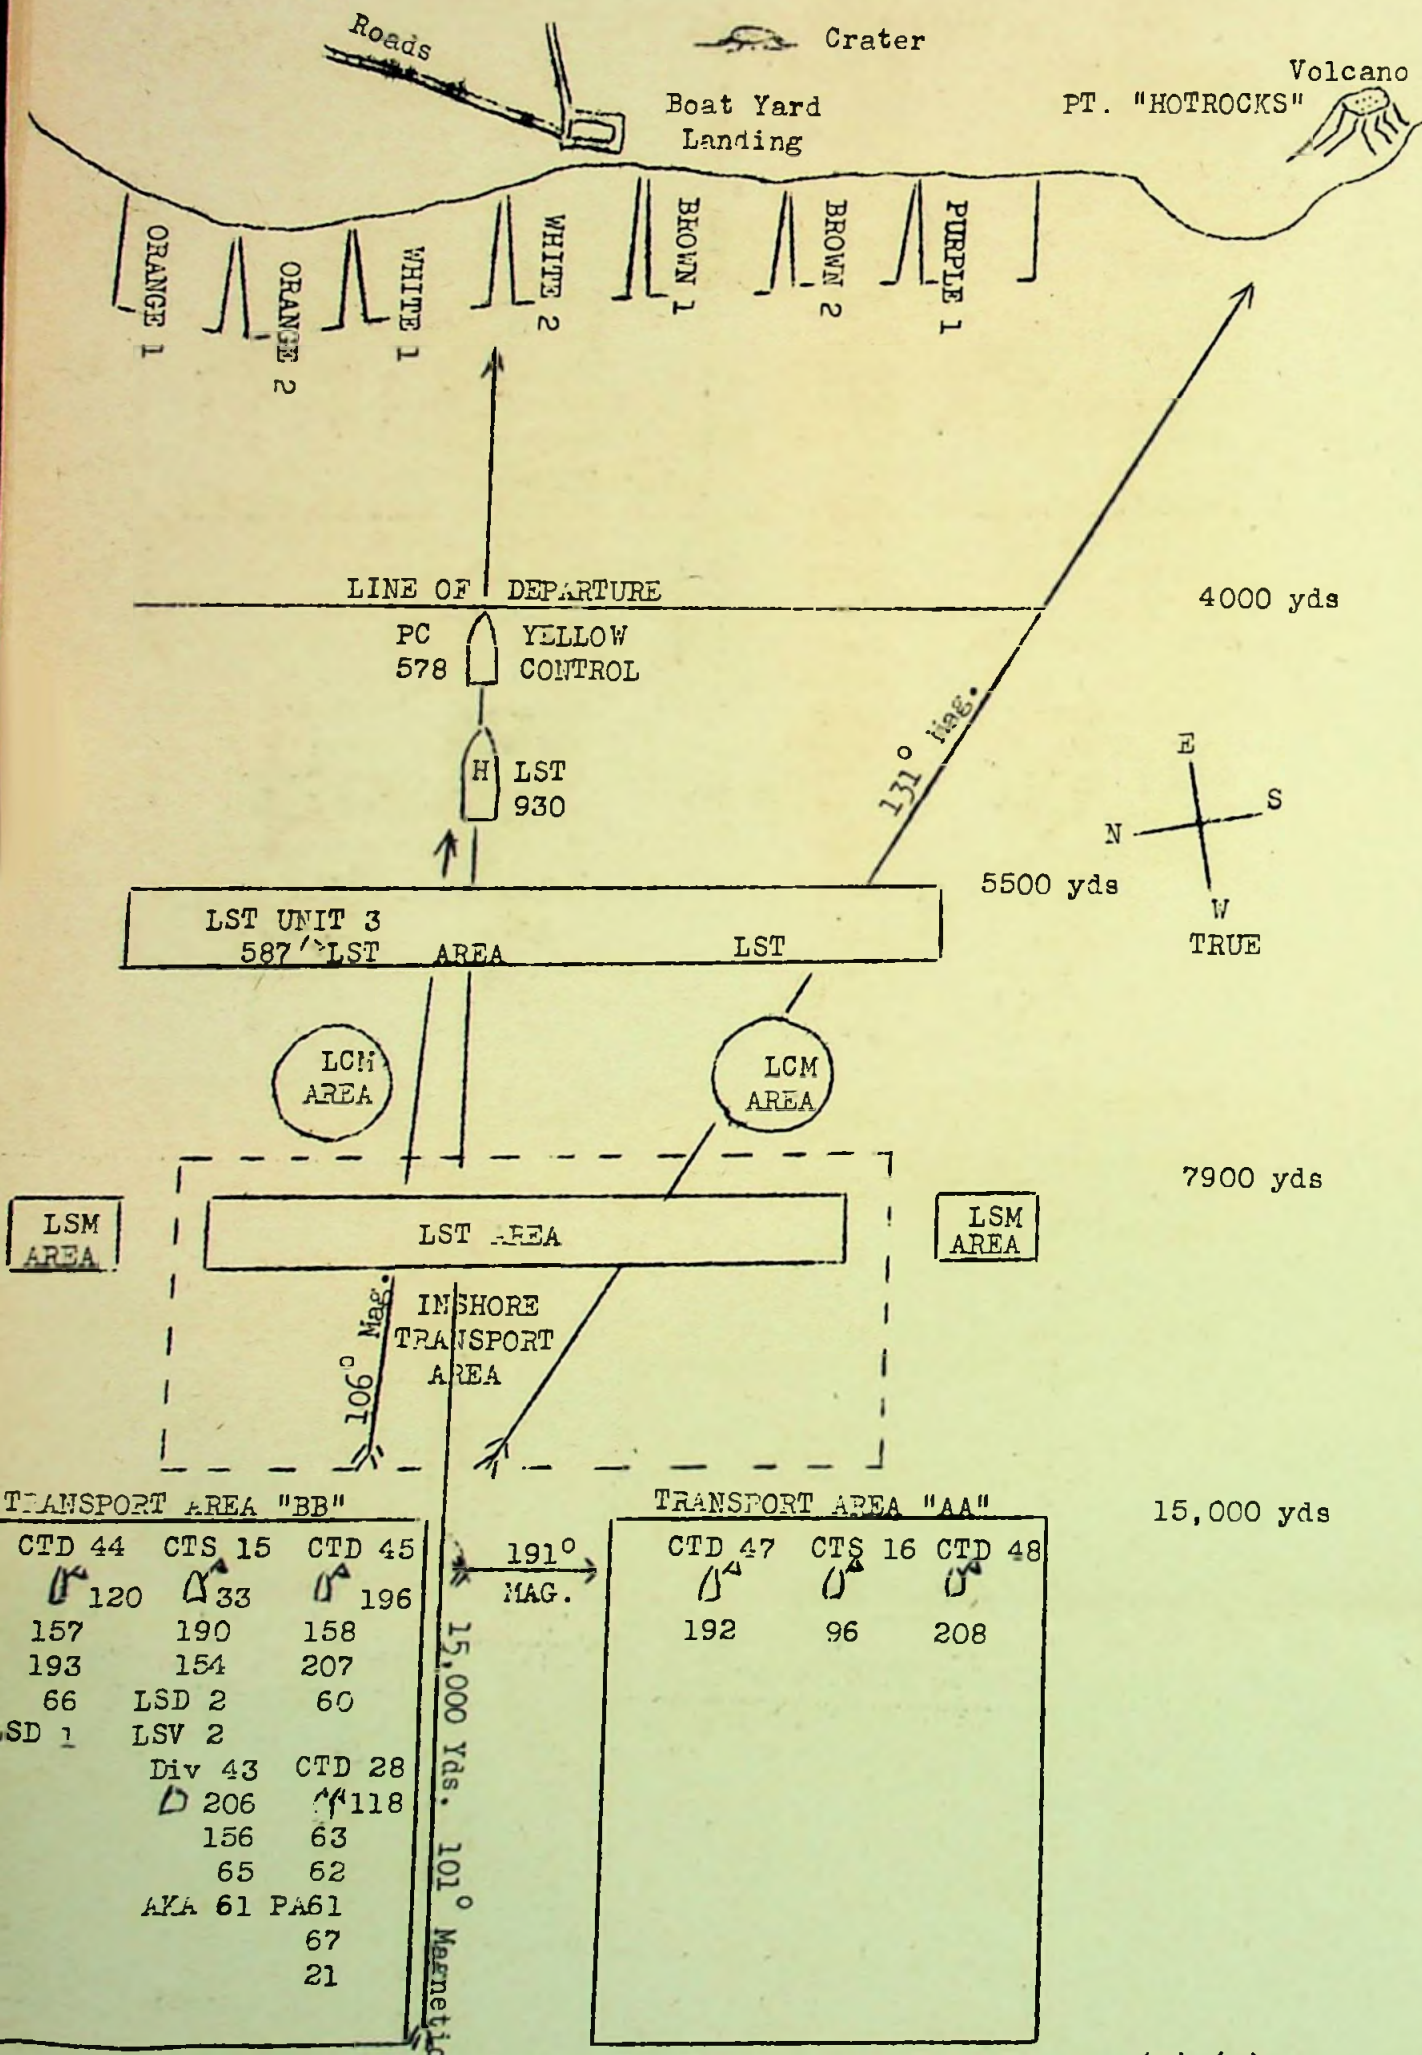 Roads
Crater
Volcano
PT. "HOTROCKS"
Boat Yard
Landing
ORANGE 1
ORANGE 2
WHITE 1
WHITE 2
BROWN 1
BROWN 2
PURPLE 1
LINE OF DEPARTURE
4000 yds
PC
578
YELLOW
CONTROL
H
LST
930
131° Mag.
E
N
S
W
TRUE
5500 yds
LST UNIT 3
587 LST AREA LST
LCM
AREA
LCM
AREA
7900 yds
LSM
AREA
LST AREA
LSM
AREA
106° Mag.
INSHORE
TRANSPORT
AREA
TRANSPORT AREA "BB"
TRANSPORT AREA "AA"
15,000 yds
CTD 44 CTS 15 CTD 45
120 33 196
157 190 158
193 154 207
66 LSD 2 60
SD 1 LSV 2
Div 43 CTD 28
206 118
156 63
65 62
AKA 61 PA61
67
21
191°
MAG.
15,000 Yds. 101° Magnetic
CTD 47 CTS 16 CTD 48
192 96 208